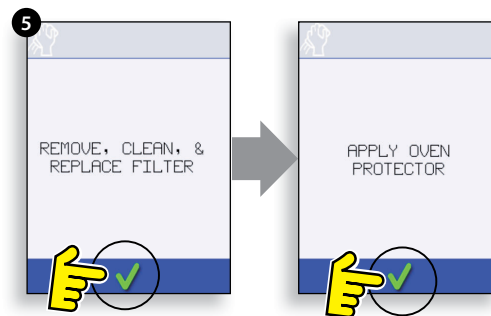 5
REMOVE, CLEAN, &
REPLACE FILTER
APPLY OVEN
PROTECTOR